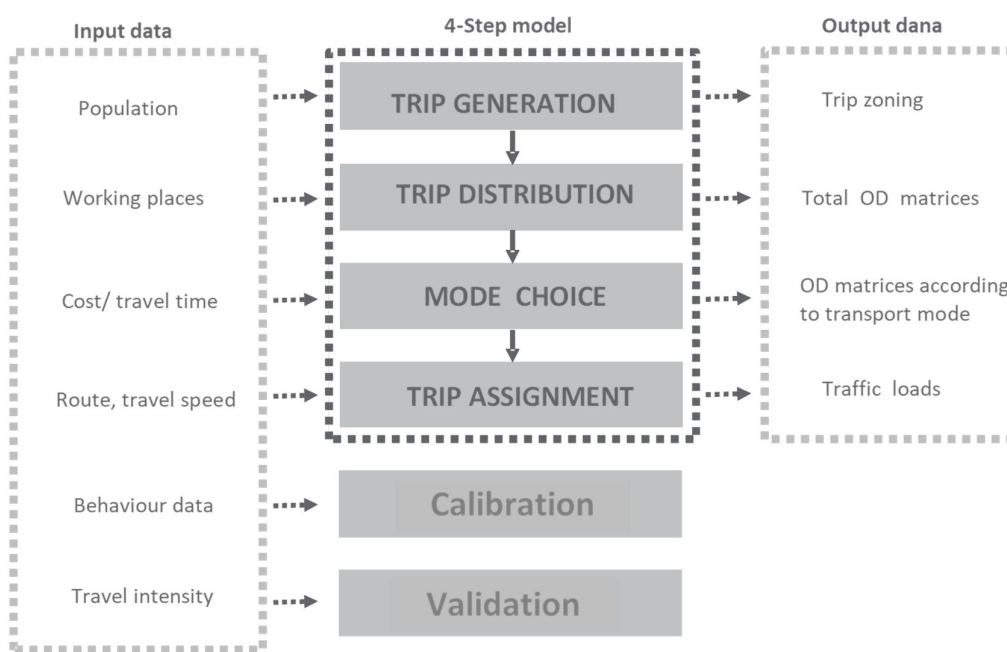 Input data
4-Step model
Output dana
Population
TRIP GENERATION
Trip zoning
Working places
TRIP DISTRIBUTION
Total OD matrices
Cost/ travel time
MODE CHOICE
OD matrices according
to transport mode
Route, travel speed
TRIP ASSIGNMENT
Traffic loads
Behaviour data
Calibration
Travel intensity
Validation